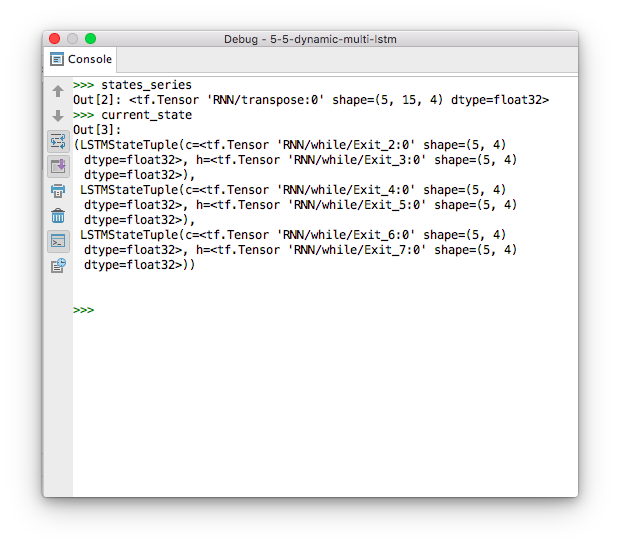 Debug - 5-5-dynamic-multi-lstm
Console
>>> states_series
Out[2]: <tf.Tensor 'RNN/transpose:0' shape=(5, 15, 4) dtype=float32>
>>> current_state
Out[3]:
(LSTMStateTuple(c=<tf.Tensor 'RNN/while/Exit_2:0' shape=(5, 4)
dtype=float32>, h=<tf.Tensor 'RNN/while/Exit_3:0' shape=(5, 4)
dtype=float32>),
LSTMStateTuple(c=<tf.Tensor 'RNN/while/Exit_4:0' shape=(5, 4)
dtype=float32>, h=<tf.Tensor 'RNN/while/Exit_5:0' shape=(5, 4)
dtype=float32>),
LSTMStateTuple(c=<tf.Tensor 'RNN/while/Exit_6:0' shape=(5, 4)
dtype=float32>, h=<tf.Tensor 'RNN/while/Exit_7:0' shape=(5, 4)
dtype=float32>))
>>>